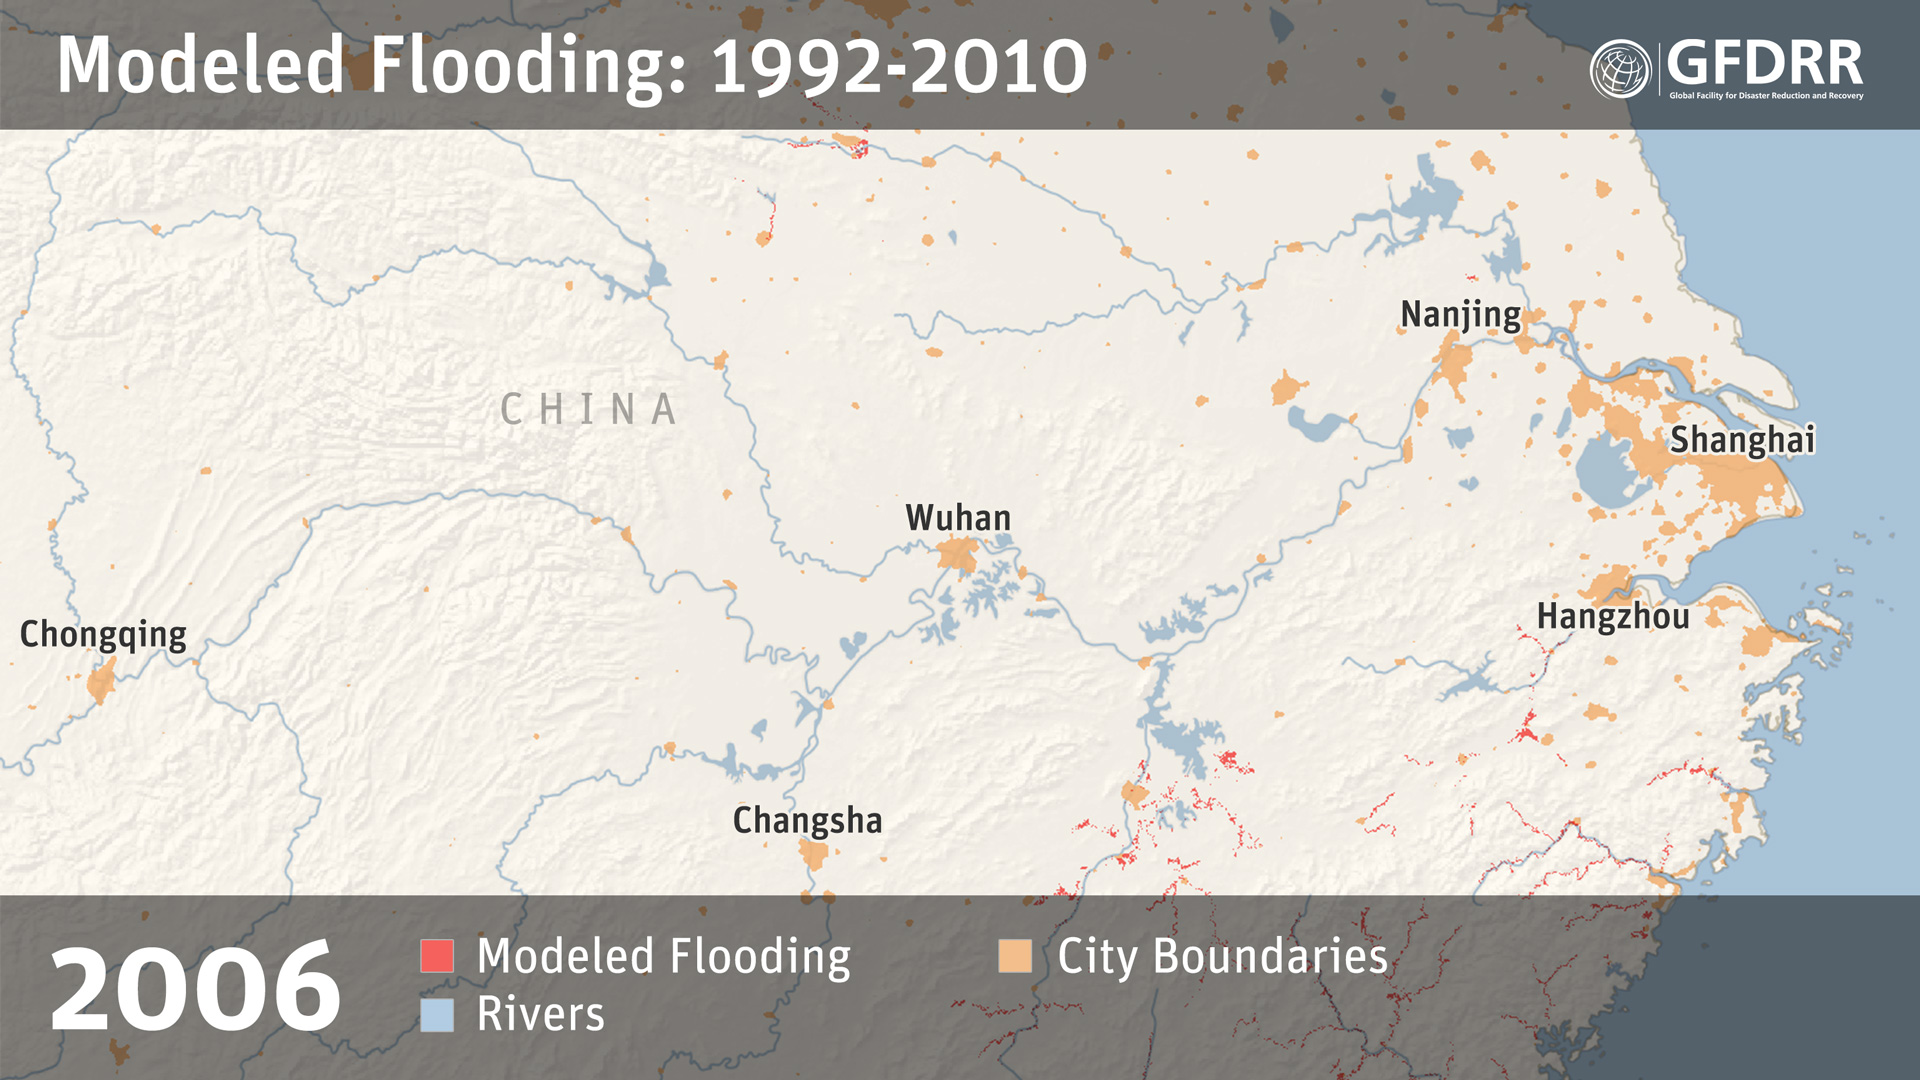 Modeled Flooding: 1992-2010
GFDRR
Global Facility for Disaster Reduction and Recovery
Nanjing
CHINA
Shanghai
Wuhan
Hangzhou
Chongqing
Changsha
2006
Modeled Flooding
City Boundaries
Rivers